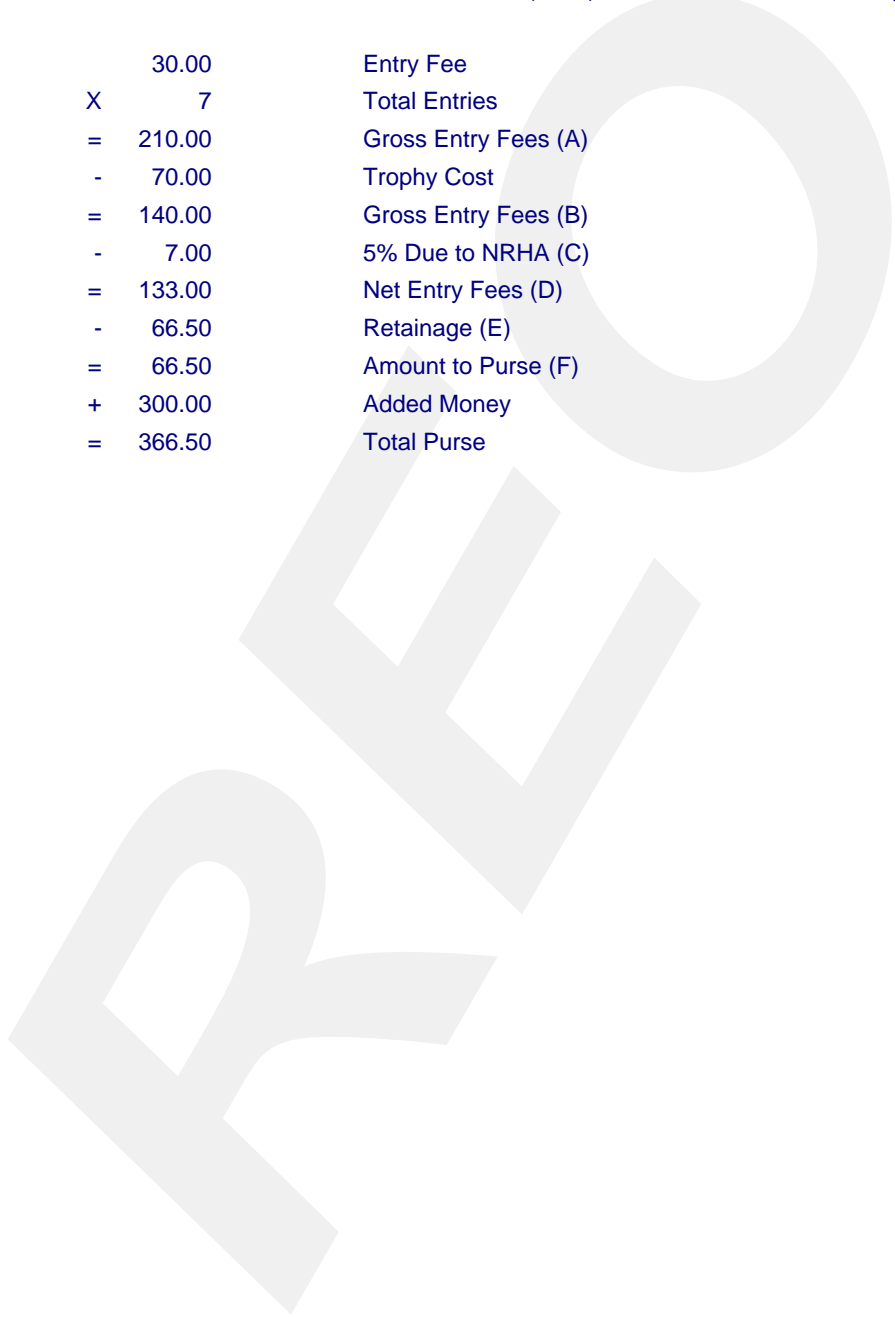 30.00 Entry Fee
X 7 Total Entries
= 210.00 Gross Entry Fees (A)
- 70.00 Trophy Cost
= 140.00 Gross Entry Fees (B)
- 7.00 5% Due to NRHA (C)
= 133.00 Net Entry Fees (D)
- 66.50 Retainage (E)
= 66.50 Amount to Purse (F)
+ 300.00 Added Money
= 366.50 Total Purse
REO